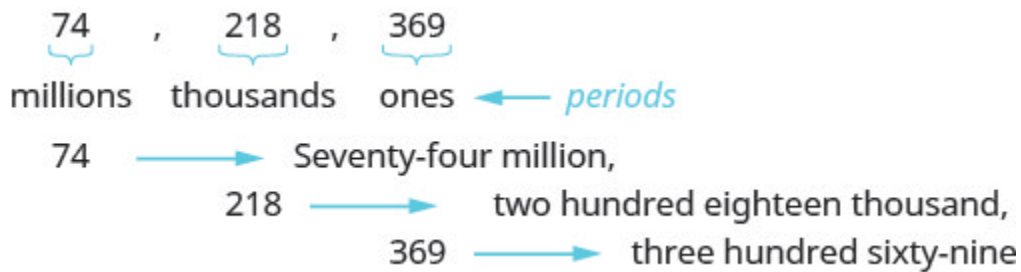 74 , 218 , 369
millions thousands ones periods
74 Seventy-four million,
218 two hundred eighteen thousand,
369 three hundred sixty-nine